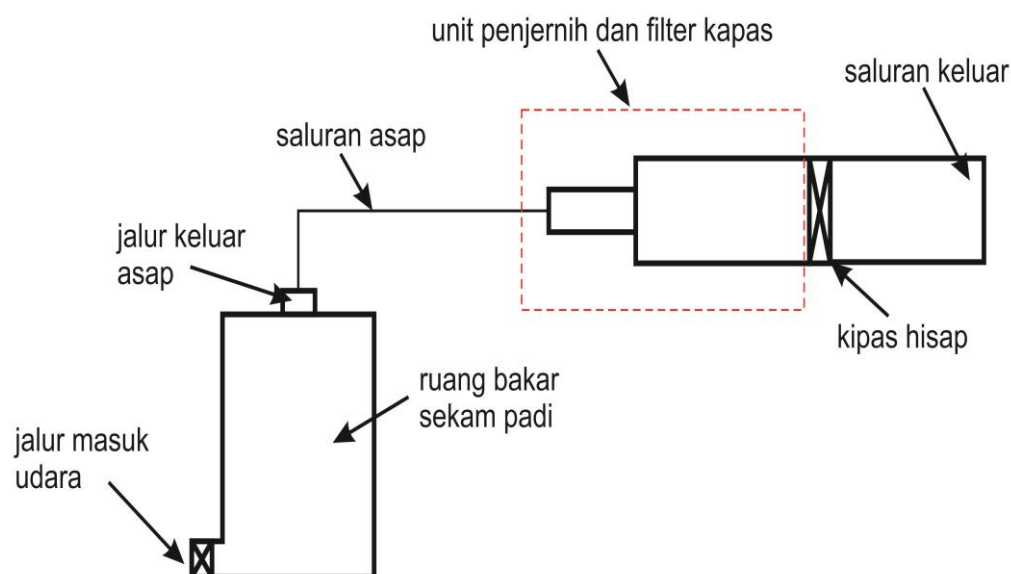 unit penjernih dan filter kapas
saluran keluar
saluran asap
jalur keluar
asap
kipas hisap
ruang bakar
sekam padi
jalur masuk
udara